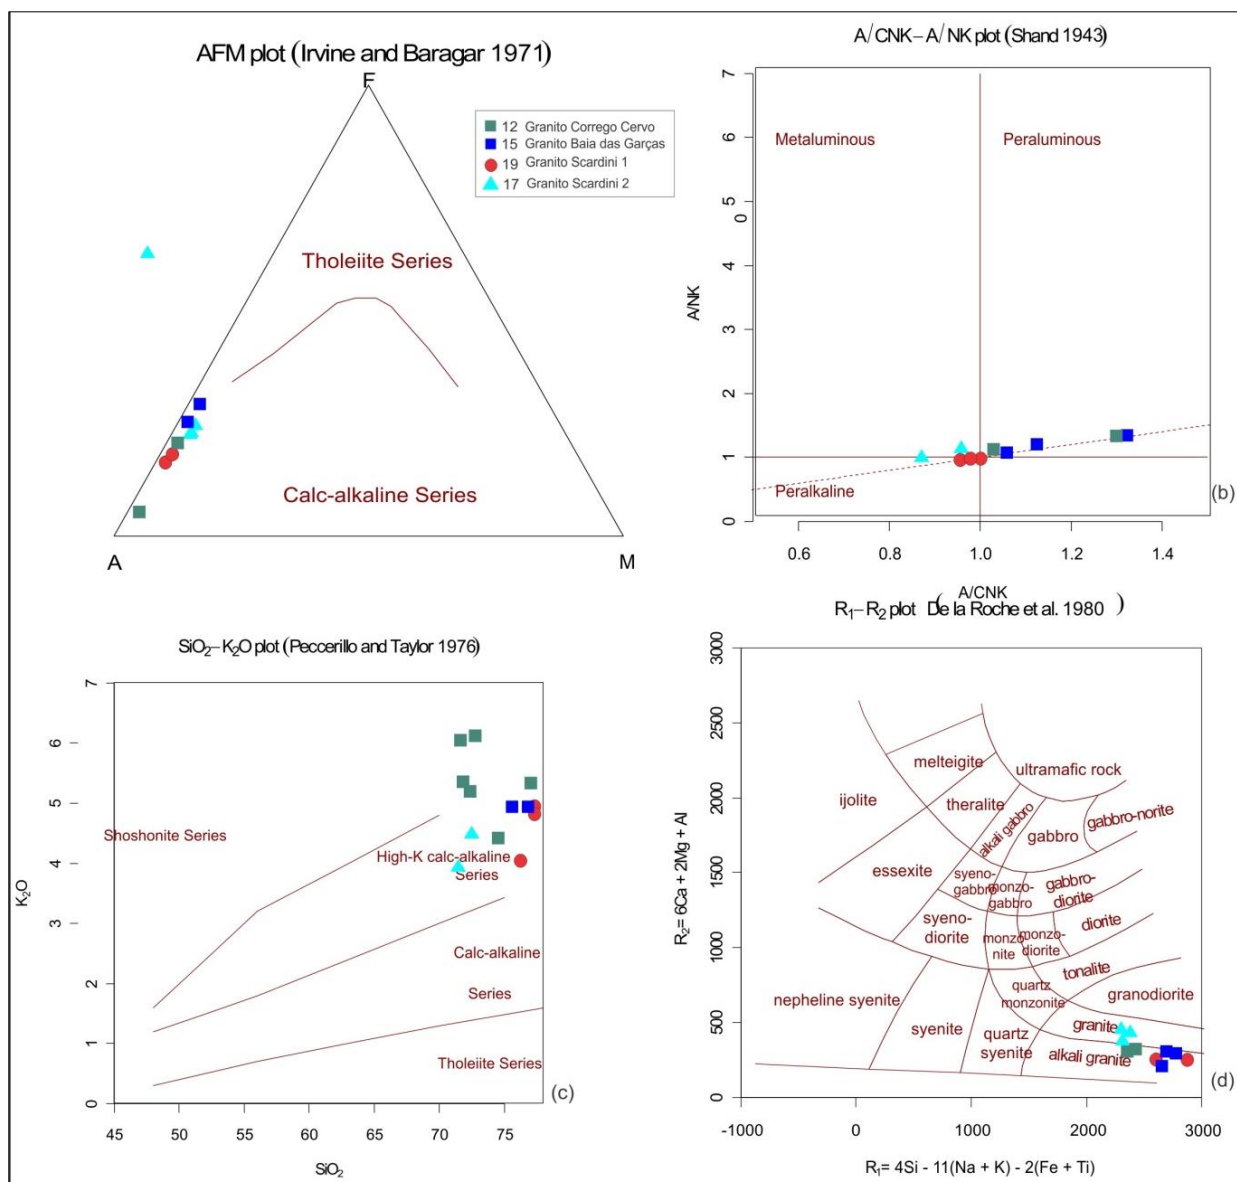 AFM plot (Irvine and Baragar 1971)
F
12 Granito Corrego Cervo
15 Granito Baia das Garças
19 Granito Scardini 1
17 Granito Scardini 2
Tholeiite Series
Calc-alkaline Series
A
M
A/CNK–A/NK plot (Shand 1943)
7
6
5
0
4
3
2
1
0
A/NK
Metaluminous
Peraluminous
Peralkaline
(b)
0.6 0.8 1.0 1.2 1.4
A/CNK
SiO₂–K₂O plot (Peccerillo and Taylor 1976)
7
6
5
4
3
2
1
0
K₂O
Shoshonite Series
High-K calc-alkaline
Series
Calc-alkaline
Series
Tholeiite Series
(c)
45 50 55 60 65 70 75
SiO₂
R₁–R₂ plot (De la Roche et al. 1980)
3000
2500
2000
1500
1000
500
0
R₂= 6Ca + 2Mg + Al
melteigite
ultramafic rock
ijolite
theralite
alkali gabbro
gabbro
gabbro-norite
essexite
syeno-
gabbro
monzo-
gabbro
gabbro-
diorite
syeno-
diorite
monzo-
nite
monzo-
diorite
diorite
tonalite
nepheline syenite
quartz
monzonite
granodiorite
syenite
quartz
syenite
granite
alkali granite
(d)
-1000 0 1000 2000 3000
R₁= 4Si - 11(Na + K) - 2(Fe + Ti)